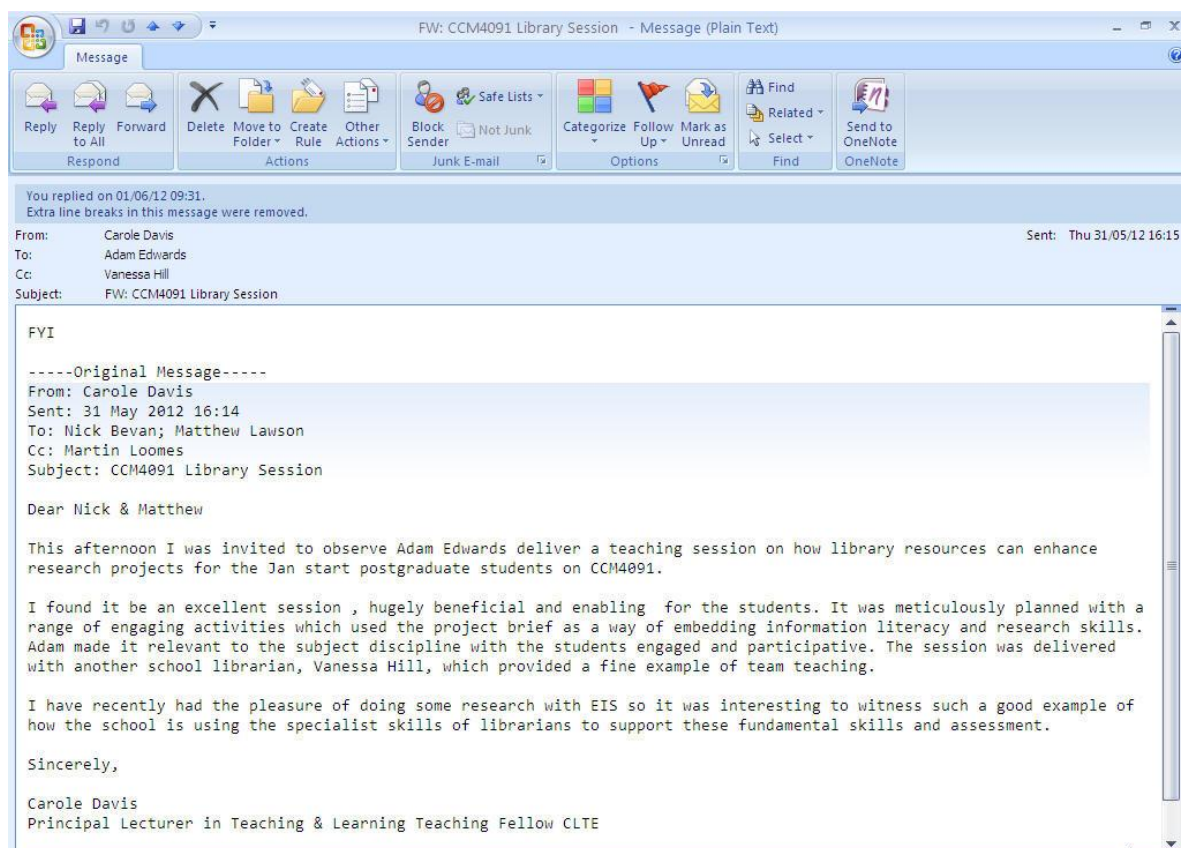 FW: CCM4091 Library Session - Message (Plain Text)
Message
Reply
Reply to All
Forward
Respond
Delete
Move to Folder
Create Rule
Other Actions
Actions
Block Sender
Safe Lists
Not Junk
Junk E-mail
Categorize
Follow Up
Mark as Unread
Options
Find
Related
Select
Find
Send to OneNote
OneNote
You replied on 01/06/12 09:31.
Extra line breaks in this message were removed.
From: Carole Davis Sent: Thu 31/05/12 16:15
To: Adam Edwards
Cc: Vanessa Hill
Subject: FW: CCM4091 Library Session
FYI
-----Original Message-----
From: Carole Davis
Sent: 31 May 2012 16:14
To: Nick Bevan; Matthew Lawson
Cc: Martin Loomes
Subject: CCM4091 Library Session
Dear Nick & Matthew
This afternoon I was invited to observe Adam Edwards deliver a teaching session on how library resources can enhance
research projects for the Jan start postgraduate students on CCM4091.
I found it be an excellent session , hugely beneficial and enabling  for the students. It was meticulously planned with a
range of engaging activities which used the project brief as a way of embedding information literacy and research skills.
Adam made it relevant to the subject discipline with the students engaged and participative. The session was delivered
with another school librarian, Vanessa Hill, which provided a fine example of team teaching.
I have recently had the pleasure of doing some research with EIS so it was interesting to witness such a good example of
how the school is using the specialist skills of librarians to support these fundamental skills and assessment.
Sincerely,
Carole Davis
Principal Lecturer in Teaching & Learning Teaching Fellow CLTE